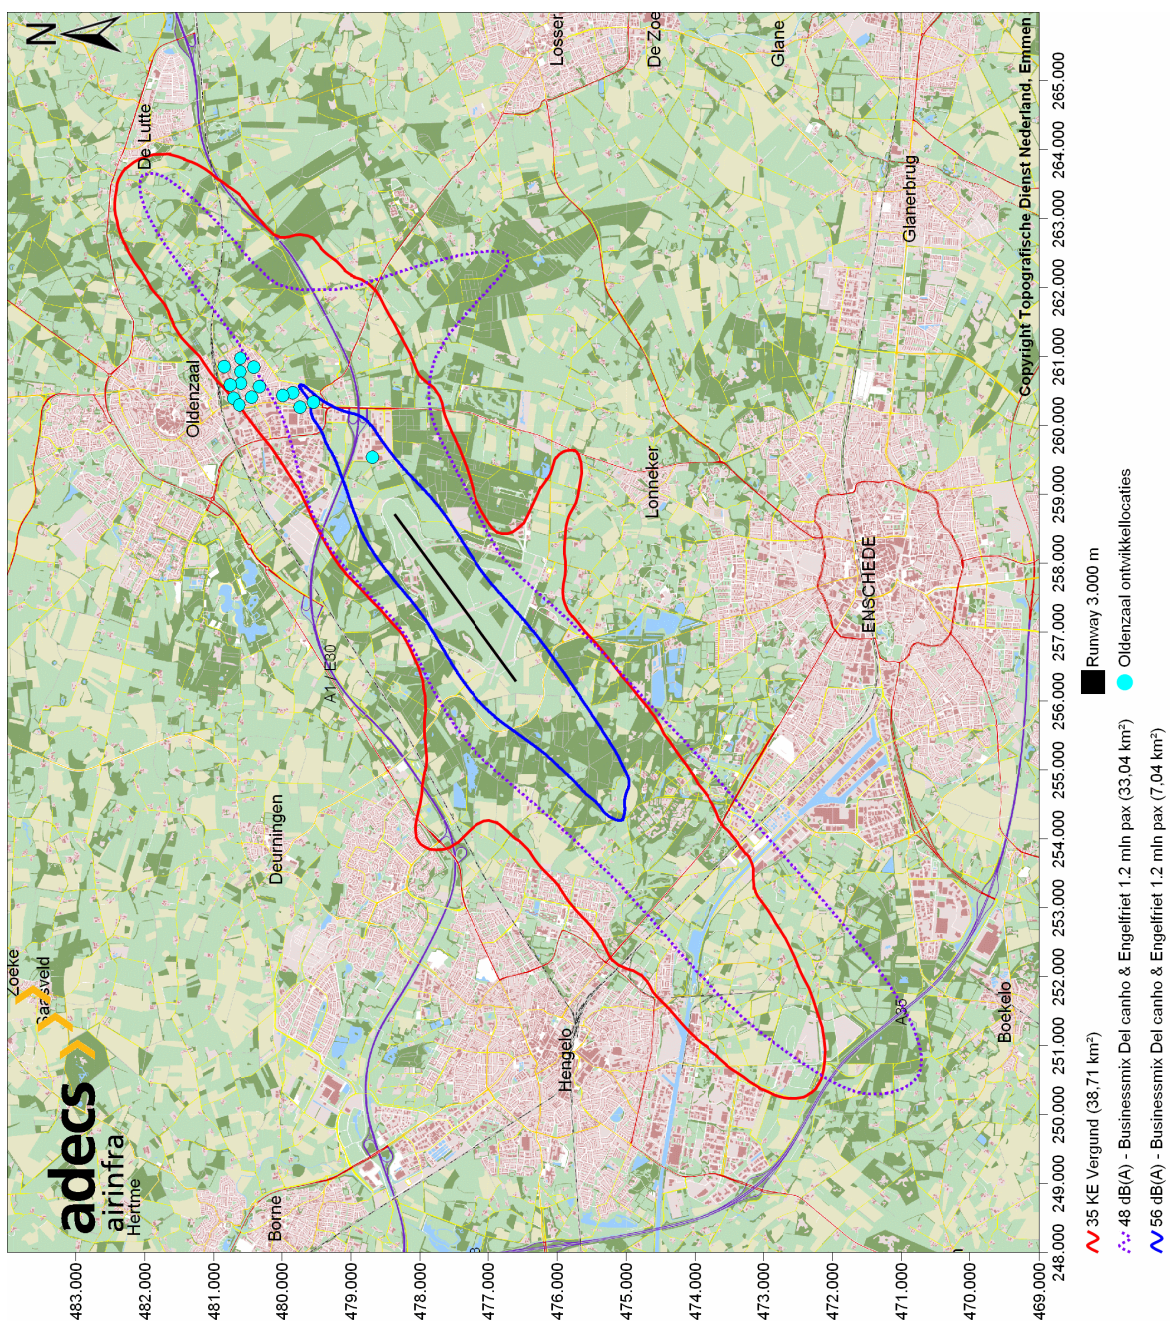 N
adecs
airinfra
Zoeke
Saasveld
Hertme
Borne
Deurningen
A1 / E30
Oldenzaal
De Lutte
Losser
De Zoe
Glane
Glanerbrug
Lonneker
ENSCHEDE
Hengelo
A35
Boekelo
Copyright Topografische Dienst Nederland, Emmen
483.000
482.000
481.000
480.000
479.000
478.000
477.000
476.000
475.000
474.000
473.000
472.000
471.000
470.000
469.000
248.000 249.000 250.000 251.000 252.000 253.000 254.000 255.000 256.000 257.000 258.000 259.000 260.000 261.000 262.000 263.000 264.000 265.000
35 KE Vergund (38,71 km²)
48 dB(A) - Businessmix Del canho & Engelfriet 1.2 mln pax (33,04 km²)
56 dB(A) - Businessmix Del canho & Engelfriet 1.2 mln pax (7,04 km²)
Runway 3.000 m
Oldenzaal ontwikkellocaties